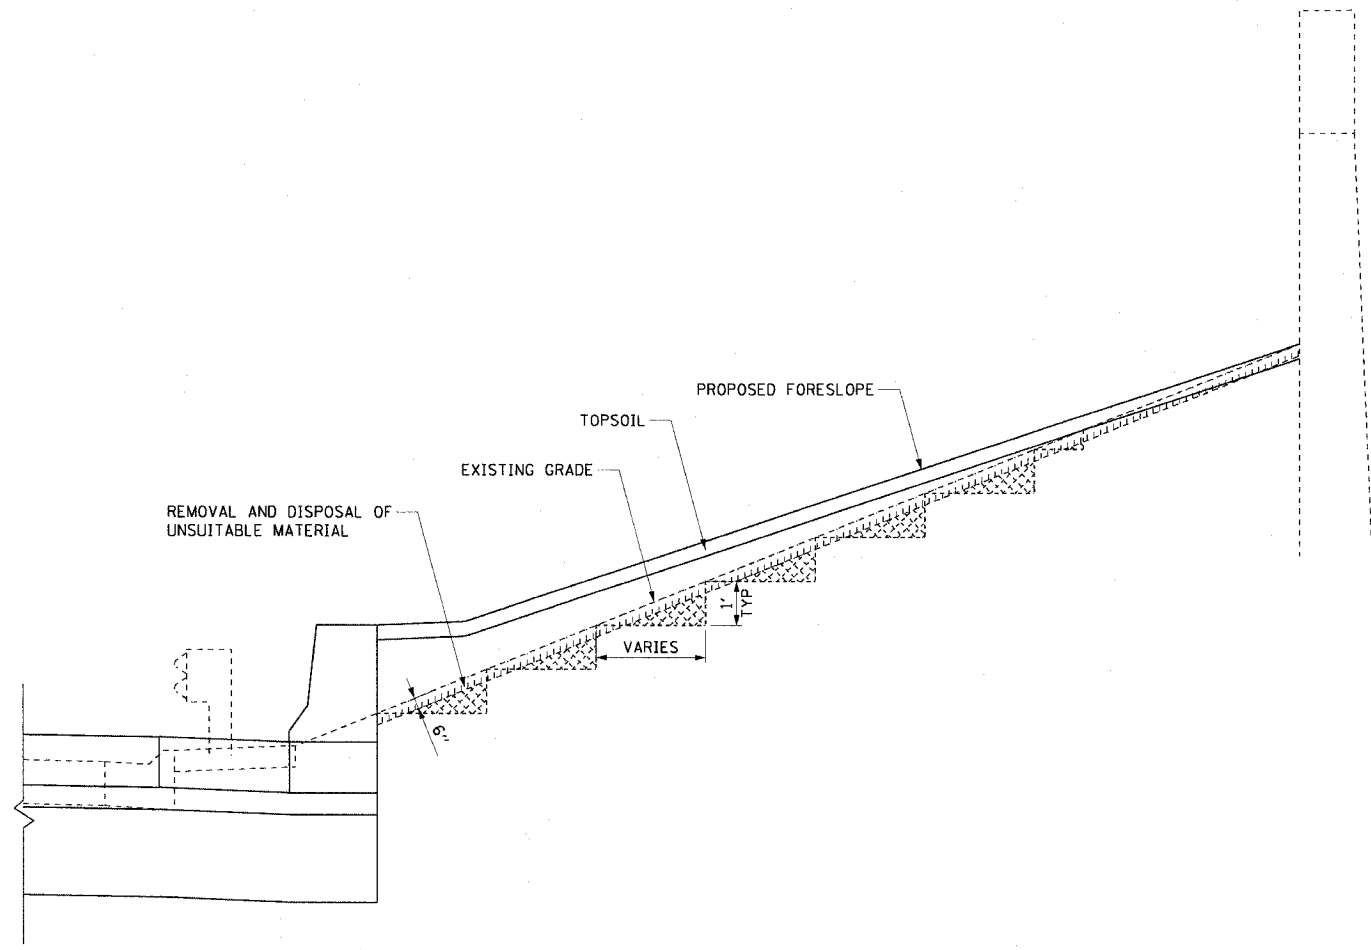 PROPOSED FORESLOPE
TOPSOIL
EXISTING GRADE
REMOVAL AND DISPOSAL OF
UNSUITABLE MATERIAL
1'
TYP
VARIES
6"